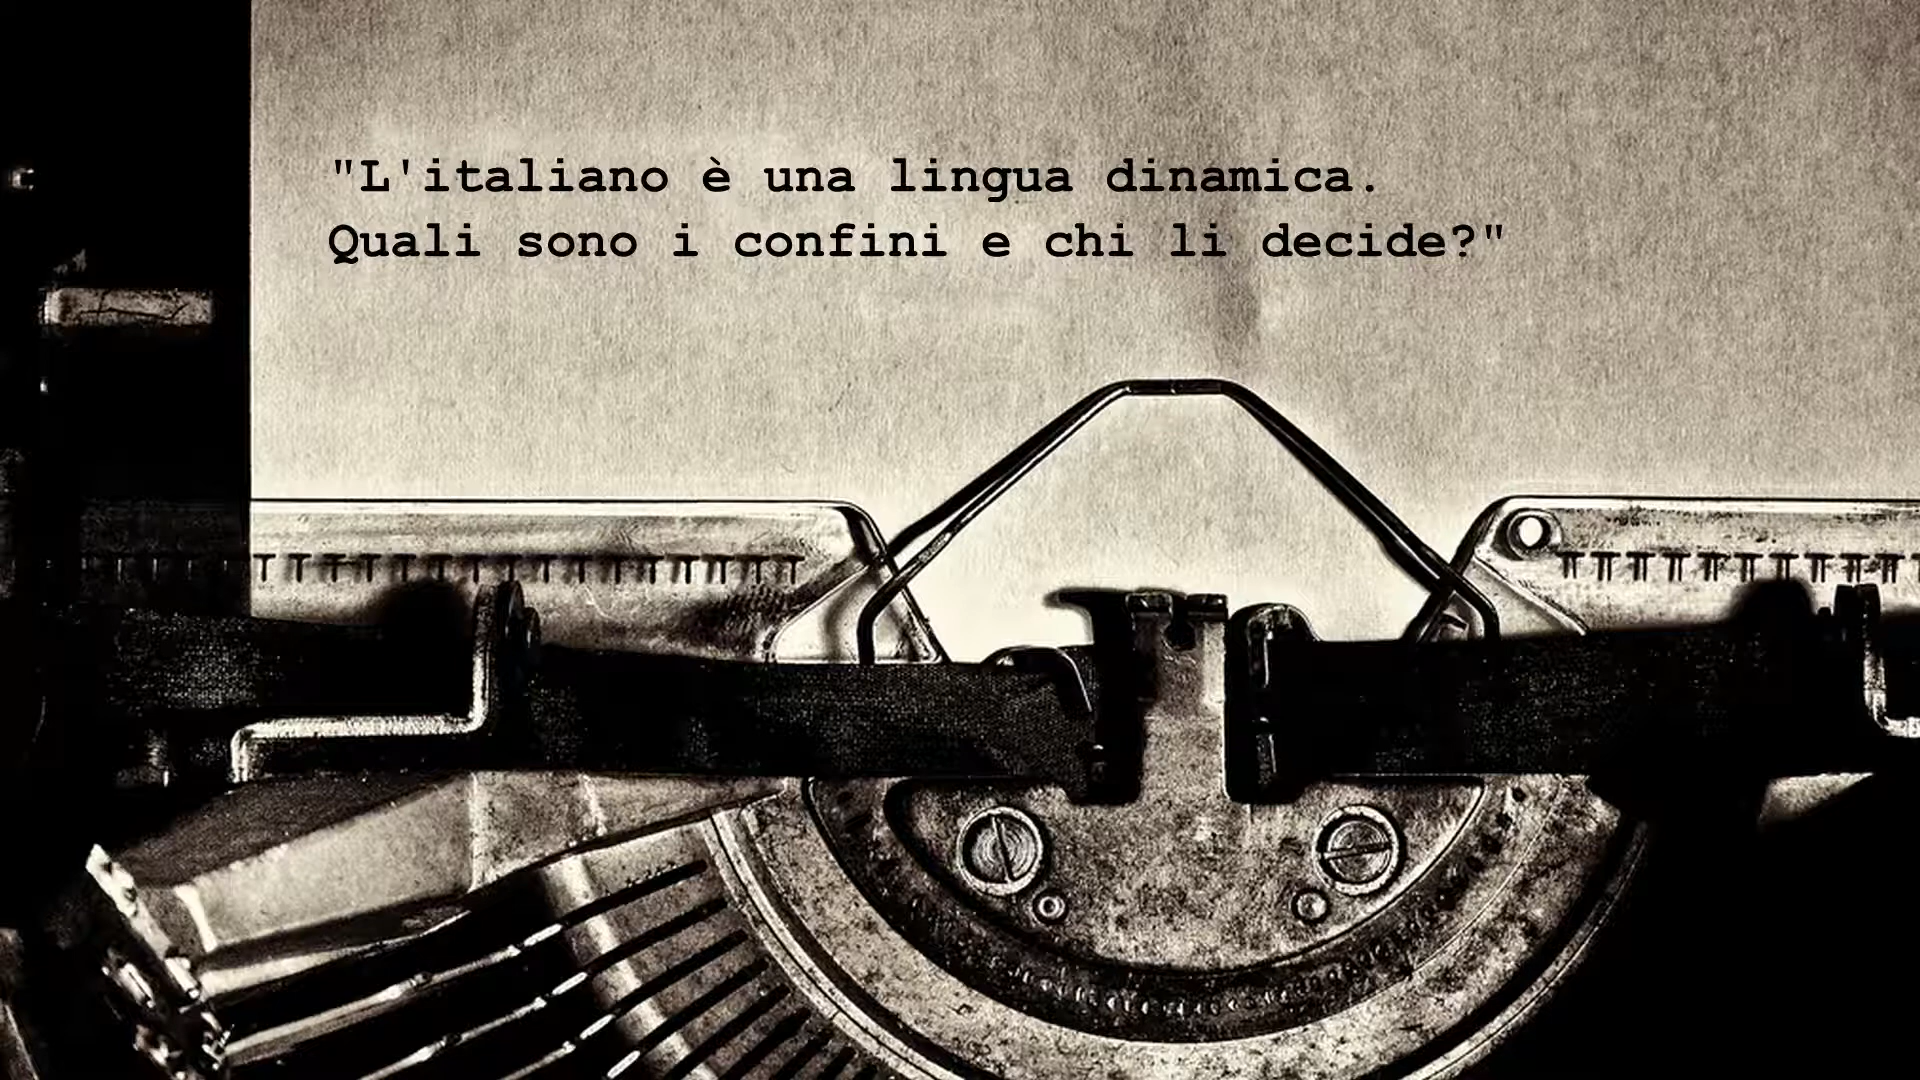 "L'italiano è una lingua dinamica.
Quali sono i confini e chi li decide?"